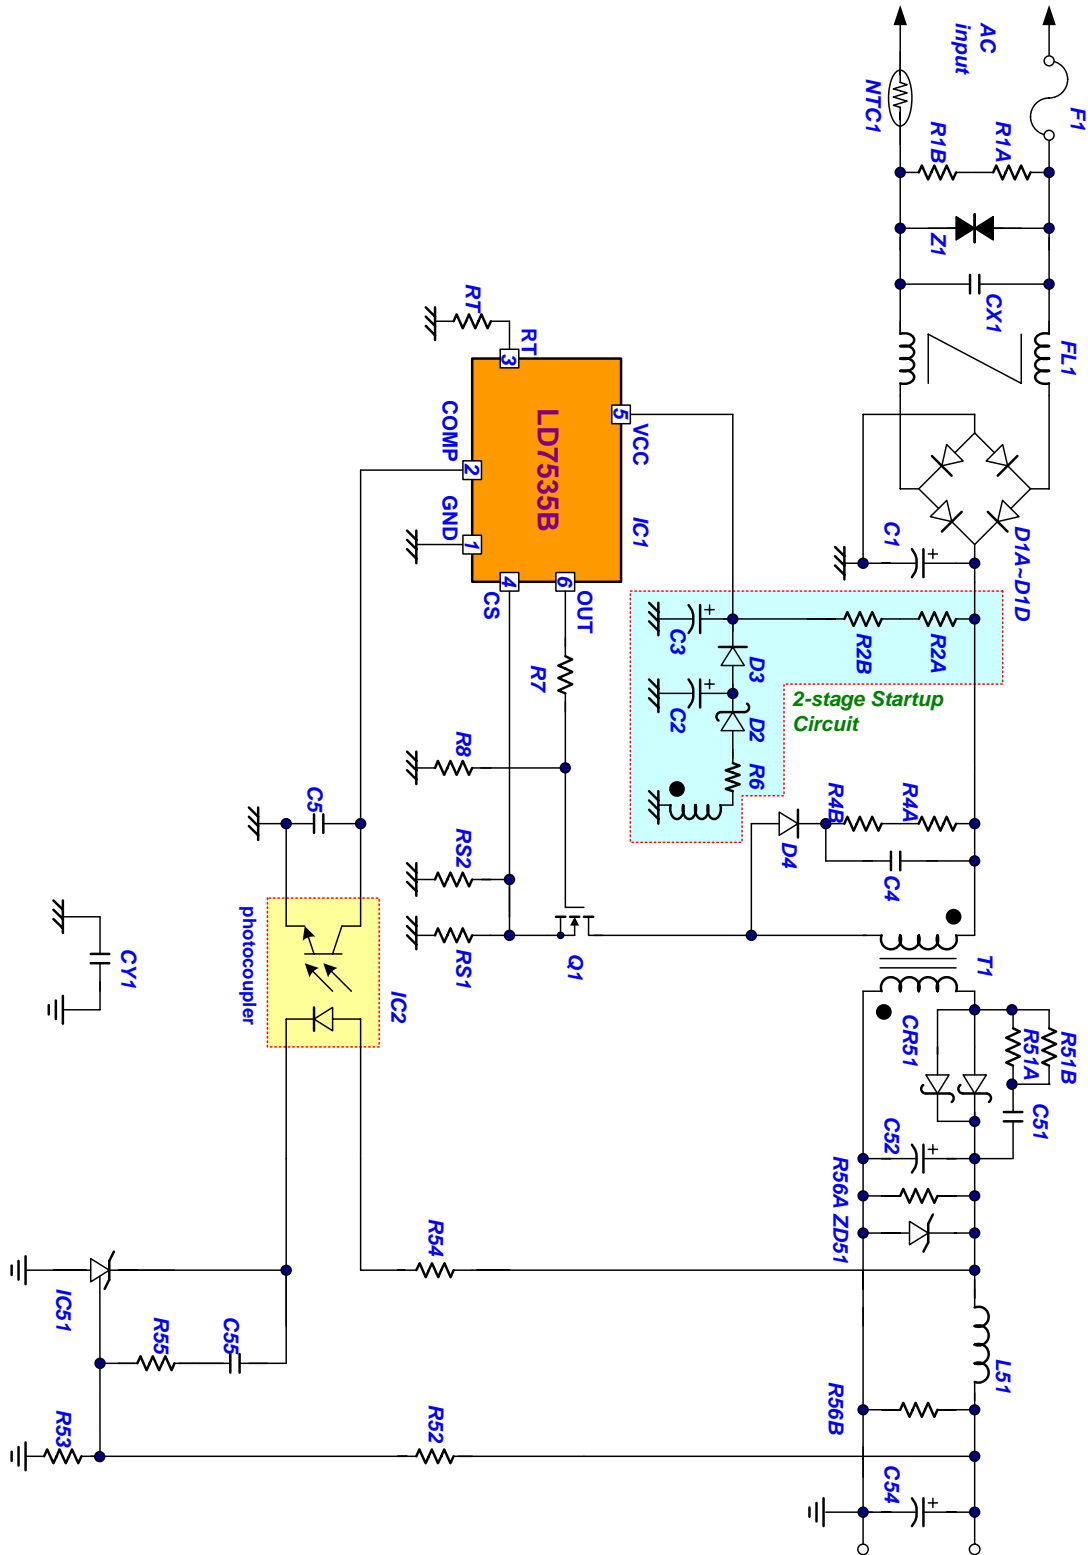 AC
input
F1
NTC1
R1A
R1B
Z1
CX1
FL1
D1A~D1D
C1
R2A
R2B
2-stage Startup
Circuit
C3
D3
C2
D2
R6
R4A
R4B
C4
D4
T1
CR51
R51B
R51A
C51
C52
R56A
ZD51
L51
R56B
C54
RT
RT
3
LD7535B
IC1
5
VCC
COMP
2
GND
1
4
CS
6
OUT
R7
R8
RS2
RS1
Q1
C5
photocoupler
IC2
CY1
R54
IC51
R55
C55
R53
R52
+
+
+
+
+